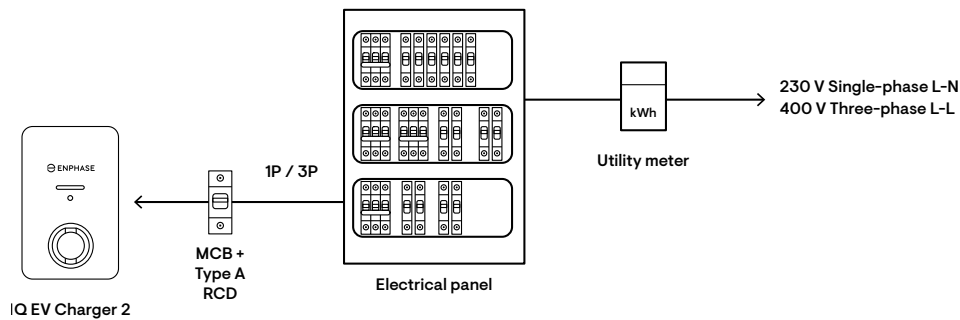 230 V Single-phase L-N
400 V Three-phase L-L
kWh
Utility meter
ENPHASE
1P / 3P
MCB +
Type A
RCD
Electrical panel
IQ EV Charger 2